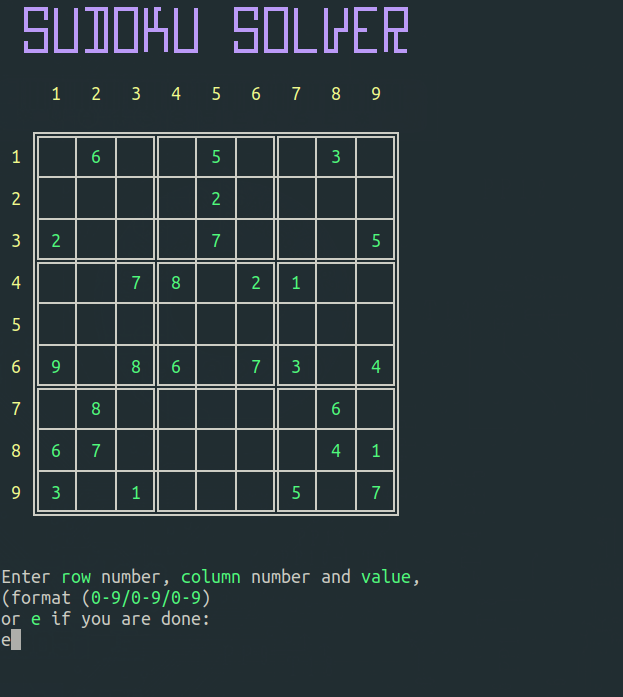 SUDOKU SOLVER
1 2 3 4 5 6 7 8 9
1 6 5 3
2 2
3 2 7 5
4 7 8 2 1
5
6 9 8 6 7 3 4
7 8 6
8 6 7 4 1
9 3 1 5 7
Enter row number, column number and value,
(format (0-9/0-9/0-9)
or e if you are done:
e